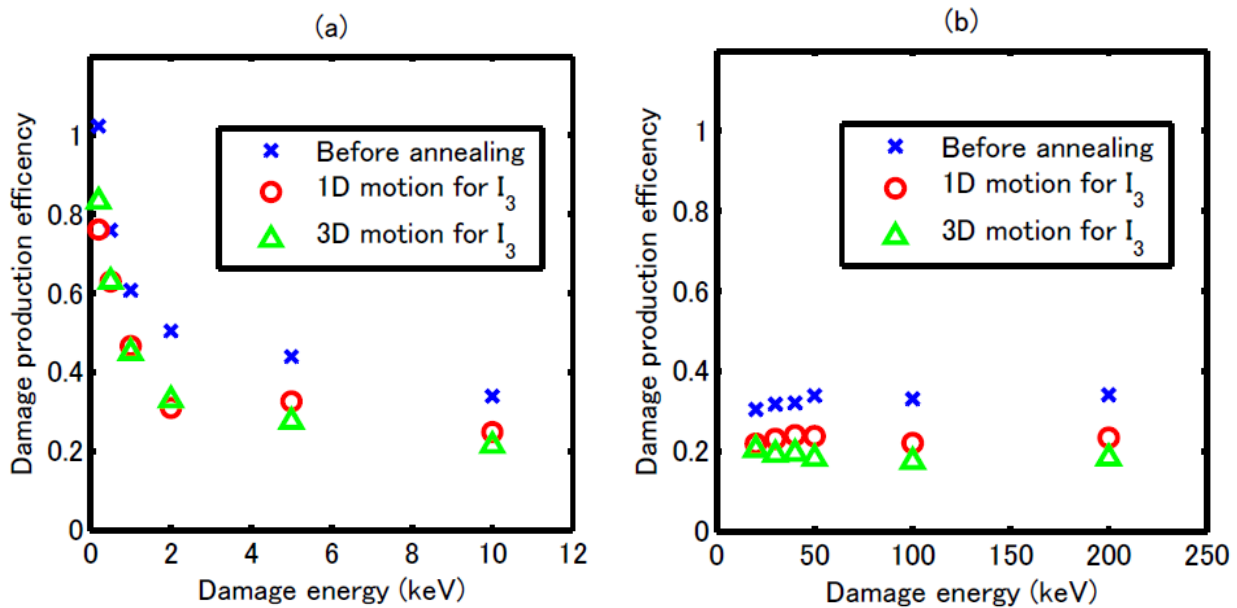 (a)
Damage production efficency
1
0.8
0.6
0.4
0.2
0
Before annealing
1D motion for I3
3D motion for I3
0 2 4 6 8 10 12
Damage energy (keV)
(b)
Damage production efficency
1
0.8
0.6
0.4
0.2
0
Before annealing
1D motion for I3
3D motion for I3
0 50 100 150 200 250
Damage energy (keV)